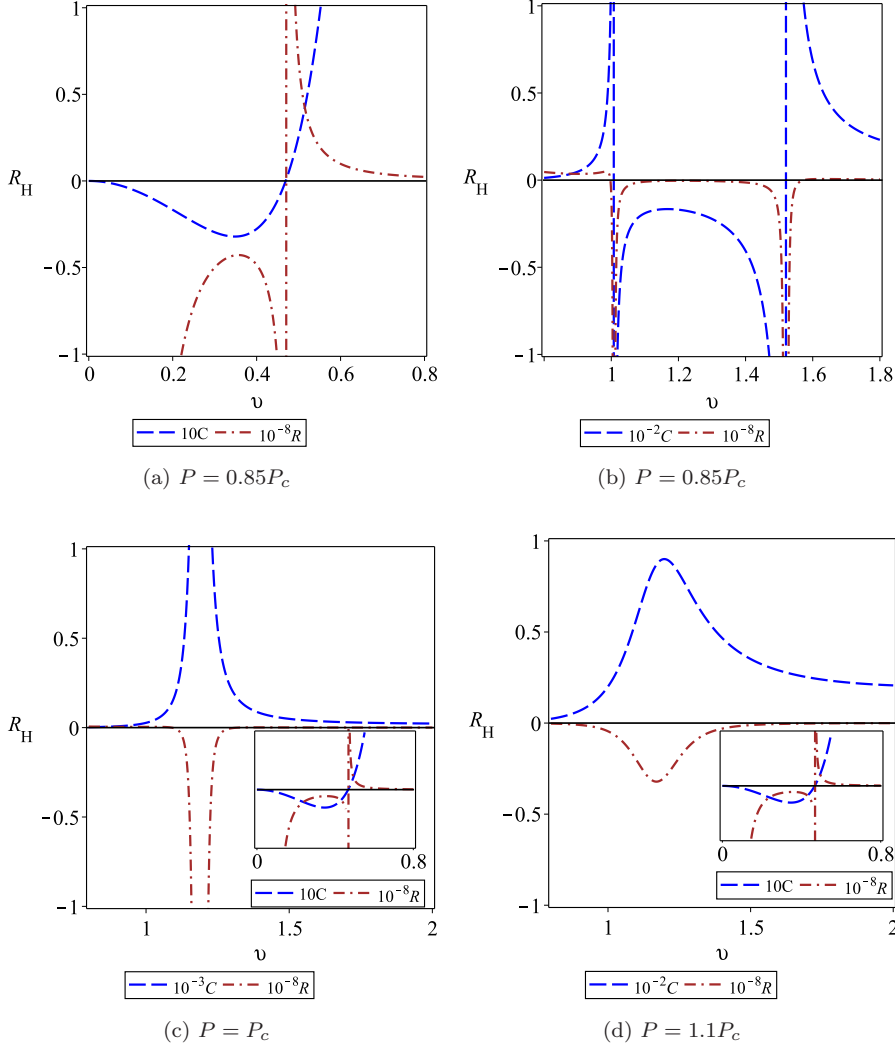 1
0.5
R_H 0
−0.5
−1
0 0.2 0.4 0.6 0.8
υ
10C 10^{-8}R
(a) P = 0.85P_c
1
0.5
R_H 0
−0.5
−1
1 1.2 1.4 1.6 1.8
υ
10^{-2}C 10^{-8}R
(b) P = 0.85P_c
1
0.5
R_H 0
−0.5
−1
0 0.8
10C 10^{-8}R
1 1.5 2
υ
10^{-3}C 10^{-8}R
(c) P = P_c
1
0.5
R_H 0
−0.5
−1
0 0.8
10C 10^{-8}R
1 1.5 2
υ
10^{-2}C 10^{-8}R
(d) P = 1.1P_c